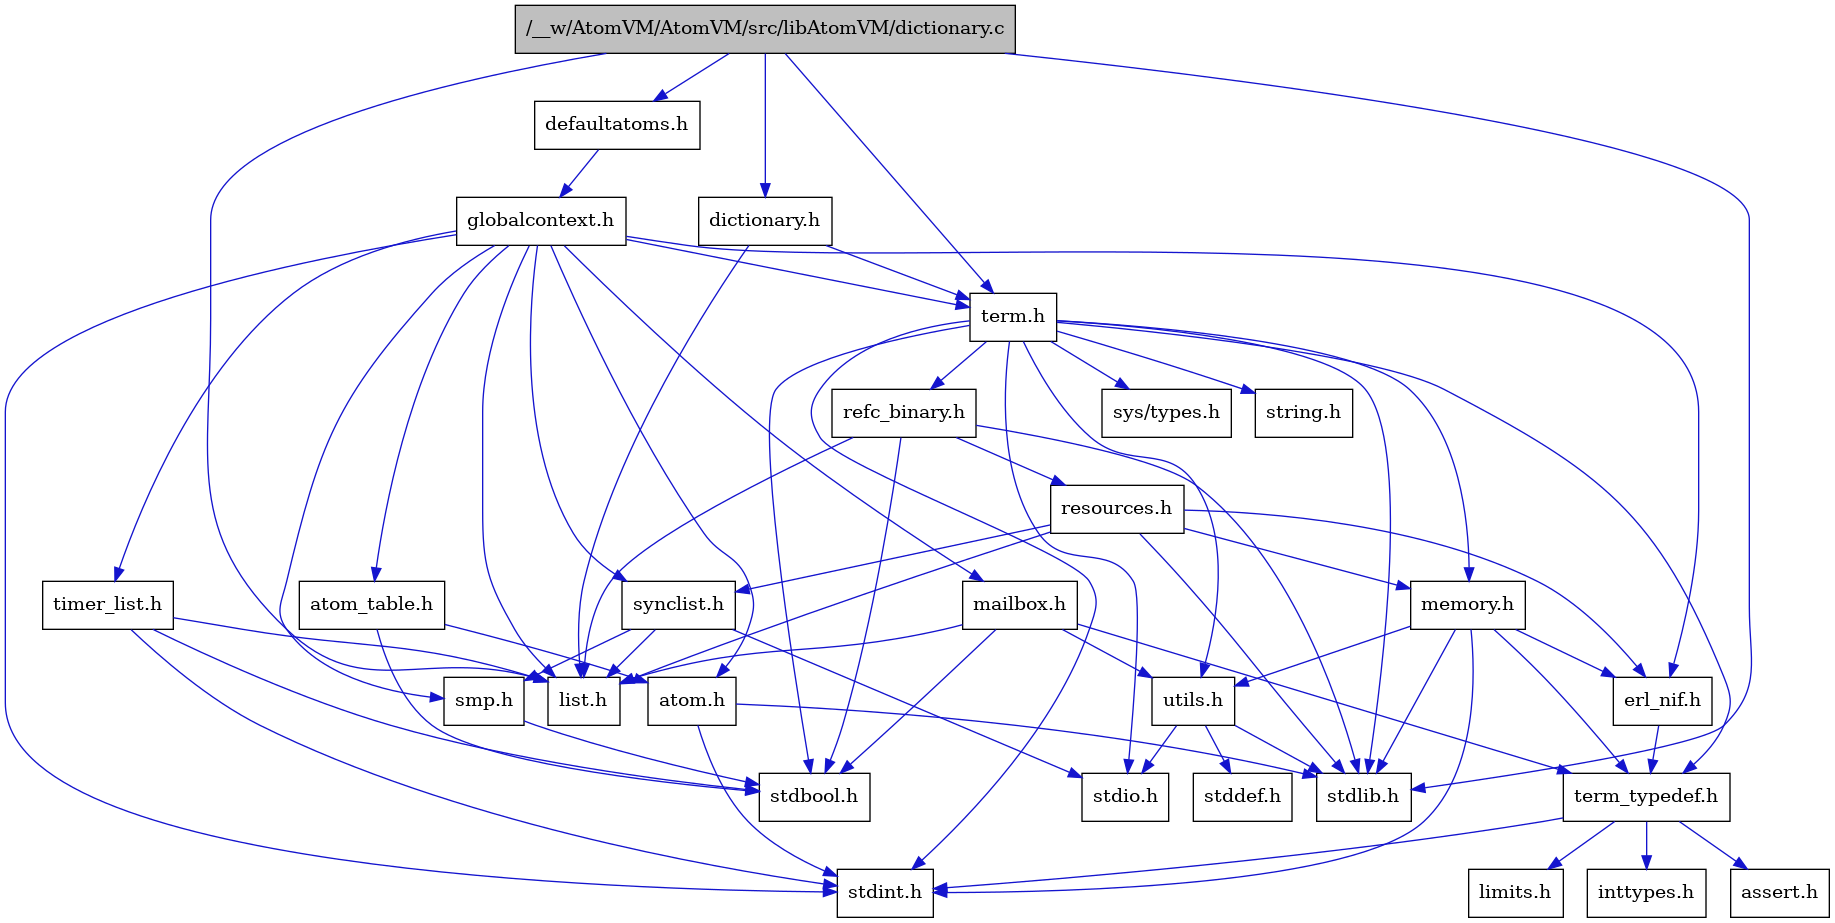 /__w/AtomVM/AtomVM/src/libAtomVM/dictionary.c
defaultatoms.h
globalcontext.h
dictionary.h
term.h
refc_binary.h
sys/types.h
string.h
resources.h
timer_list.h
atom_table.h
synclist.h
mailbox.h
memory.h
smp.h
list.h
atom.h
utils.h
erl_nif.h
stdbool.h
stdio.h
stddef.h
stdlib.h
term_typedef.h
stdint.h
limits.h
inttypes.h
assert.h